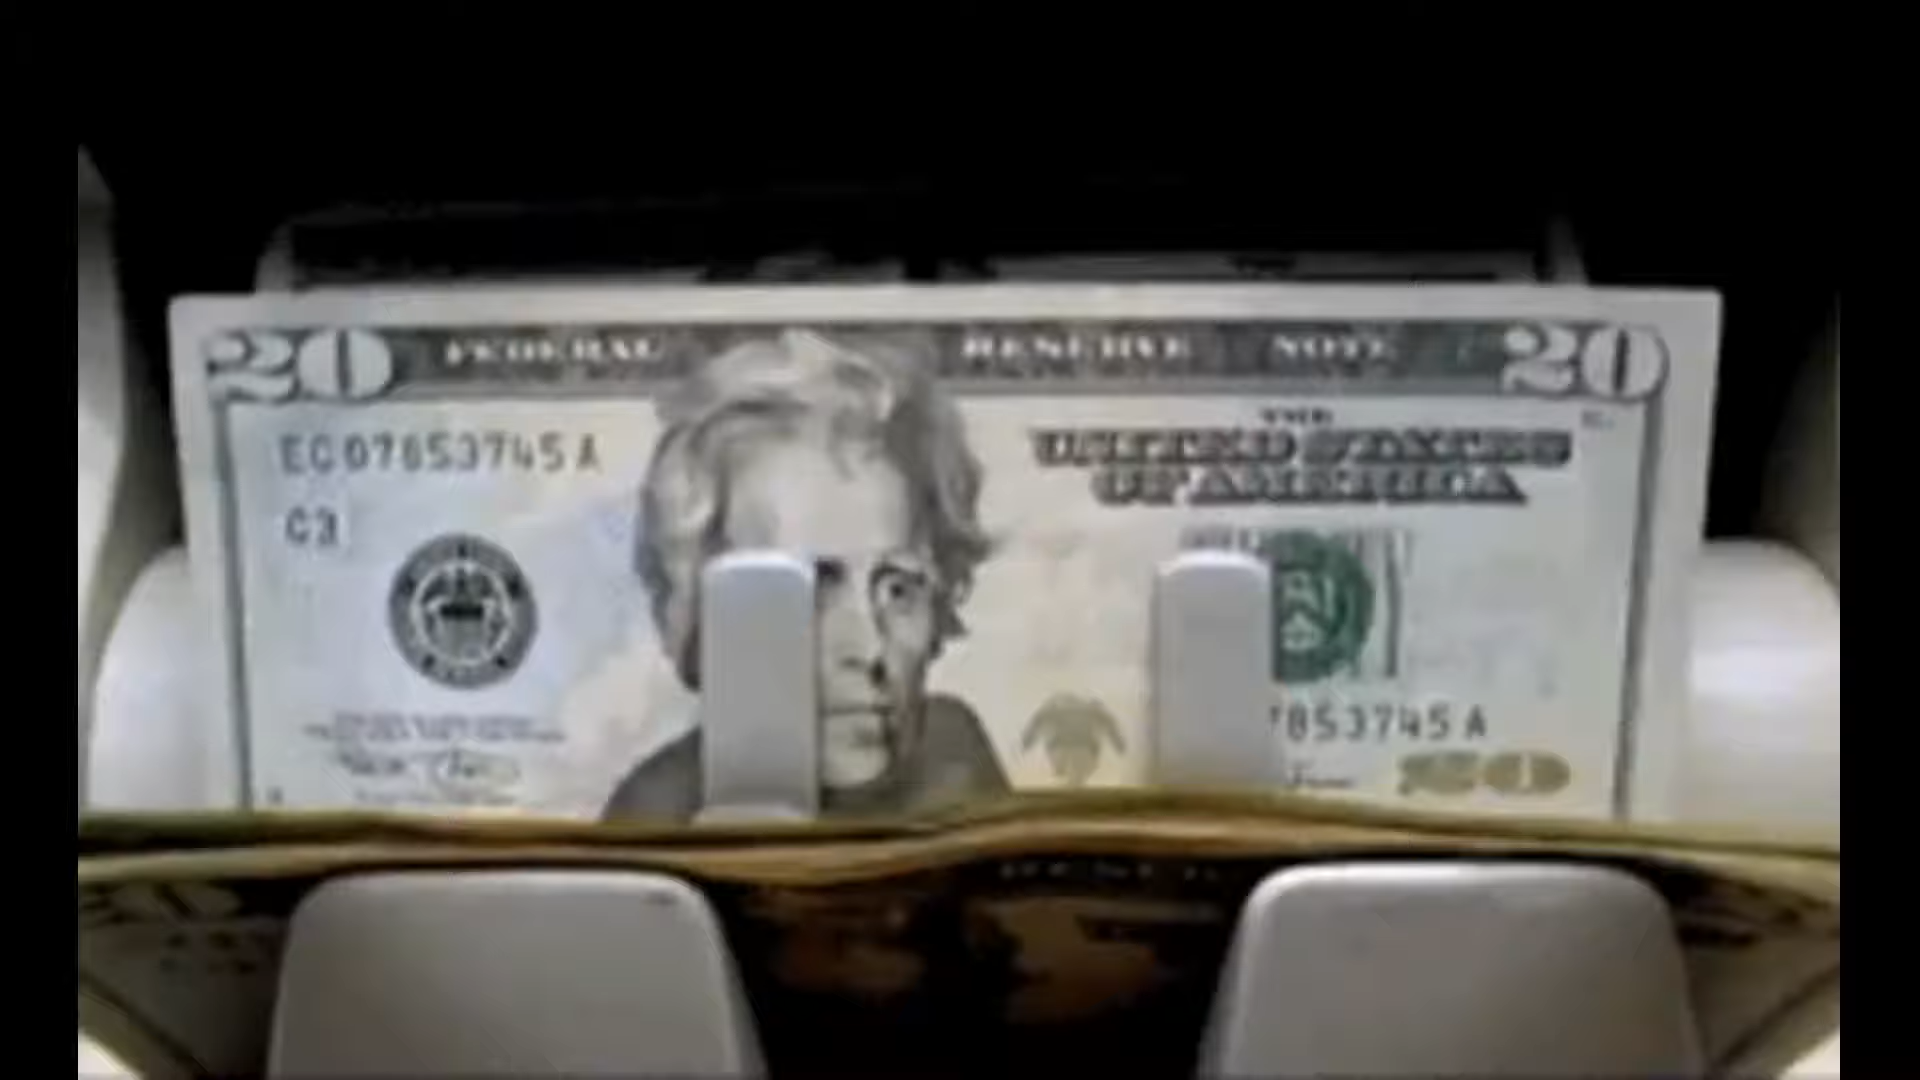 20 FEDERAL RESERVE NOTE 20
THE
UNITED STATES
OF AMERICA
EC07853745A
C3
7853745A
20